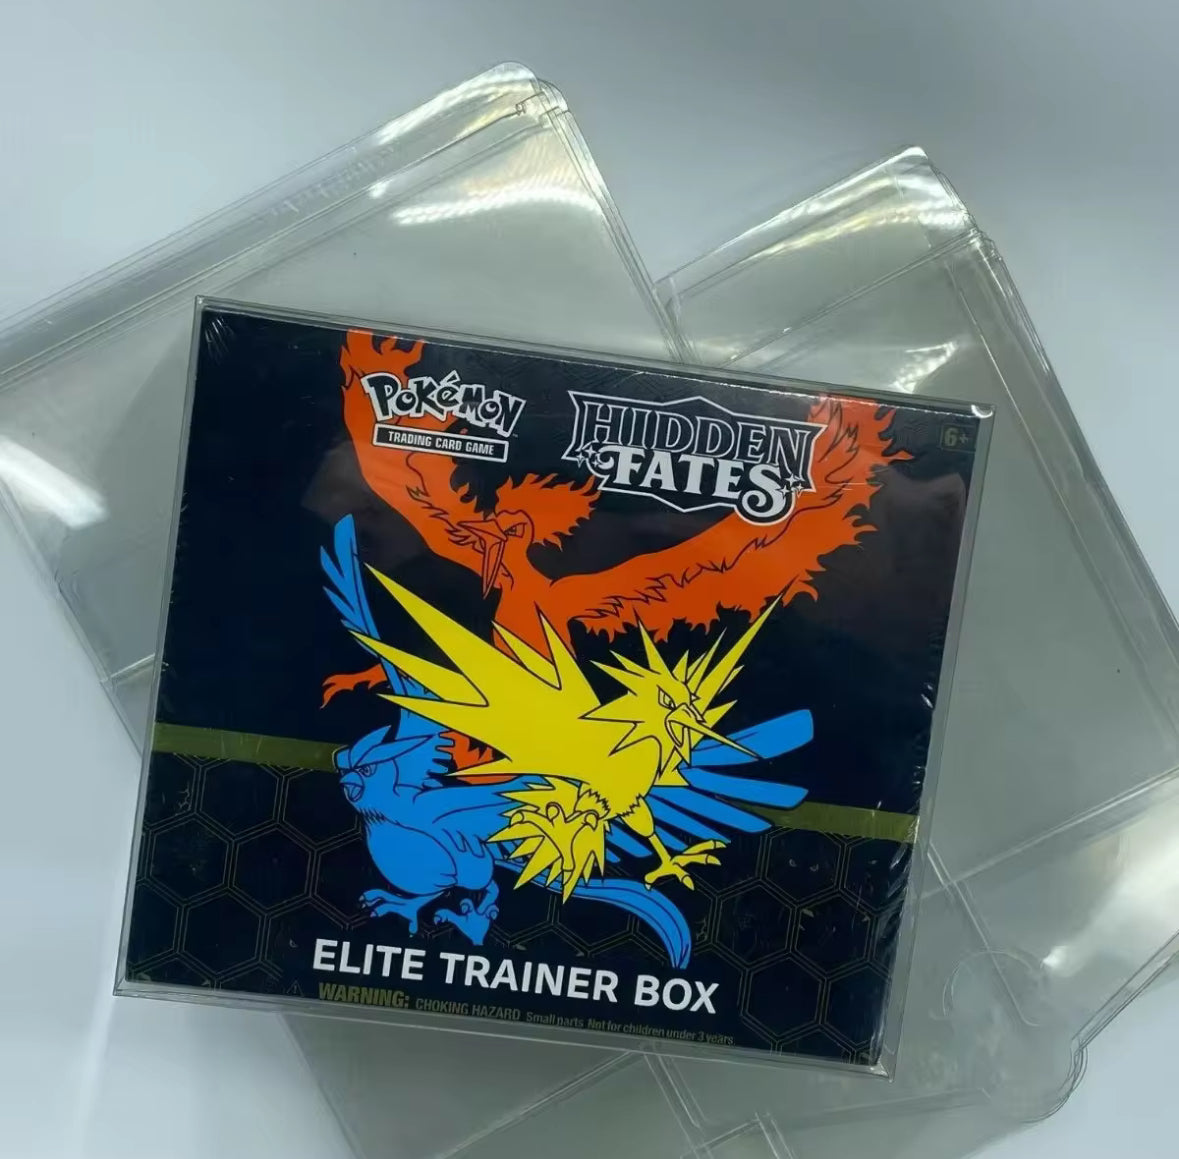 POKéMON
TRADING CARD GAME
HIDDEN
FATES
6+
ELITE TRAINER BOX
WARNING: CHOKING HAZARD Small parts Not for children under 3 years